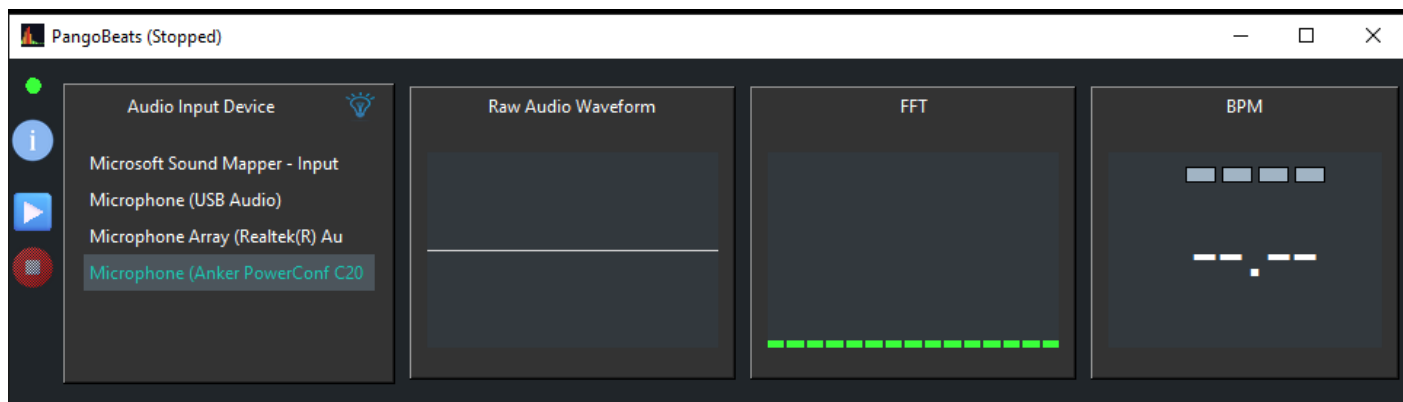 PangoBeats (Stopped)
Audio Input Device
Microsoft Sound Mapper - Input
Microphone (USB Audio)
Microphone Array (Realtek(R) Au
Microphone (Anker PowerConf C20
Raw Audio Waveform
FFT
BPM
--.--